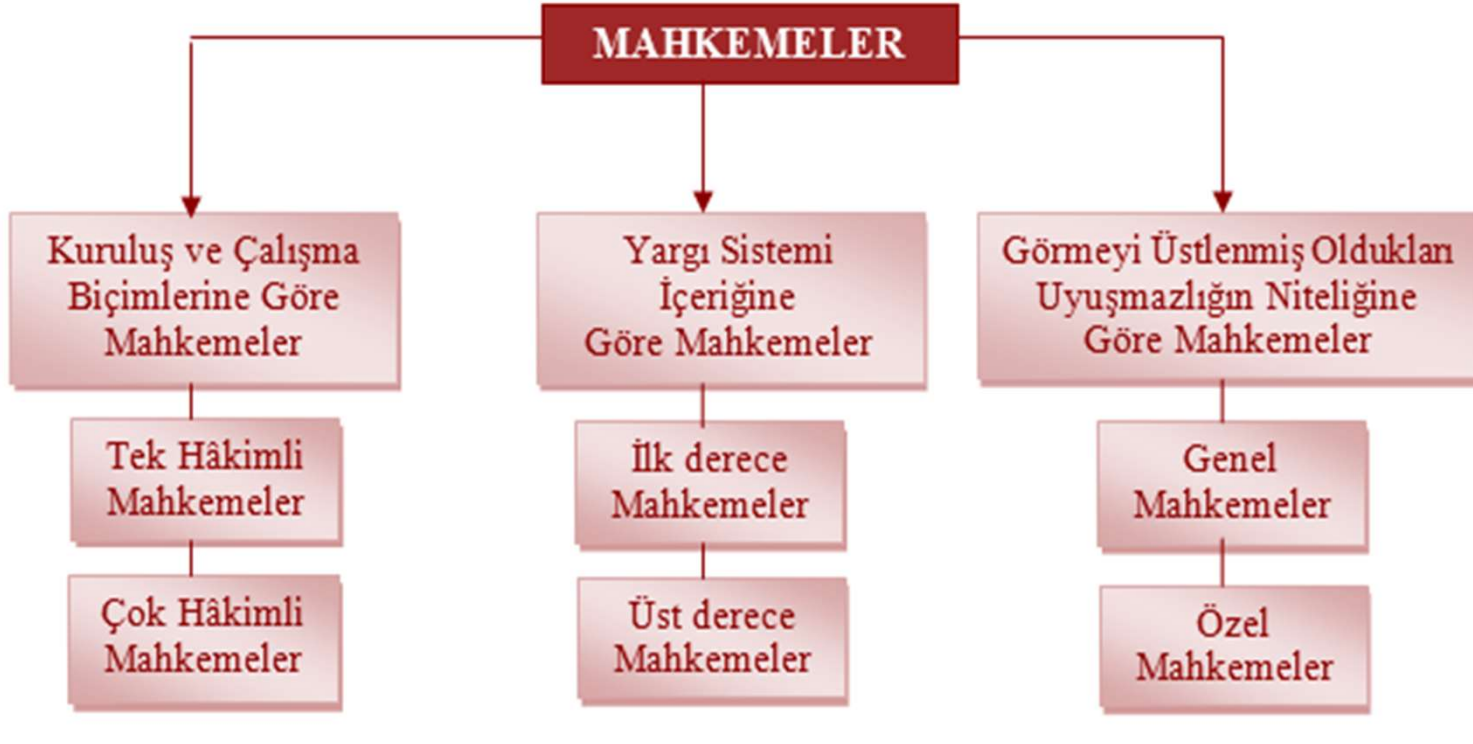 MAHKEMELER
Kuruluş ve Çalışma
Biçimlerine Göre
Mahkemeler
Tek Hâkimli
Mahkemeler
Çok Hâkimli
Mahkemeler
Yargı Sistemi
İçeriğine
Göre Mahkemeler
İlk derece
Mahkemeler
Üst derece
Mahkemeler
Görmeyi Üstlenmiş Oldukları
Uyuşmazlığın Niteliğine
Göre Mahkemeler
Genel
Mahkemeler
Özel
Mahkemeler